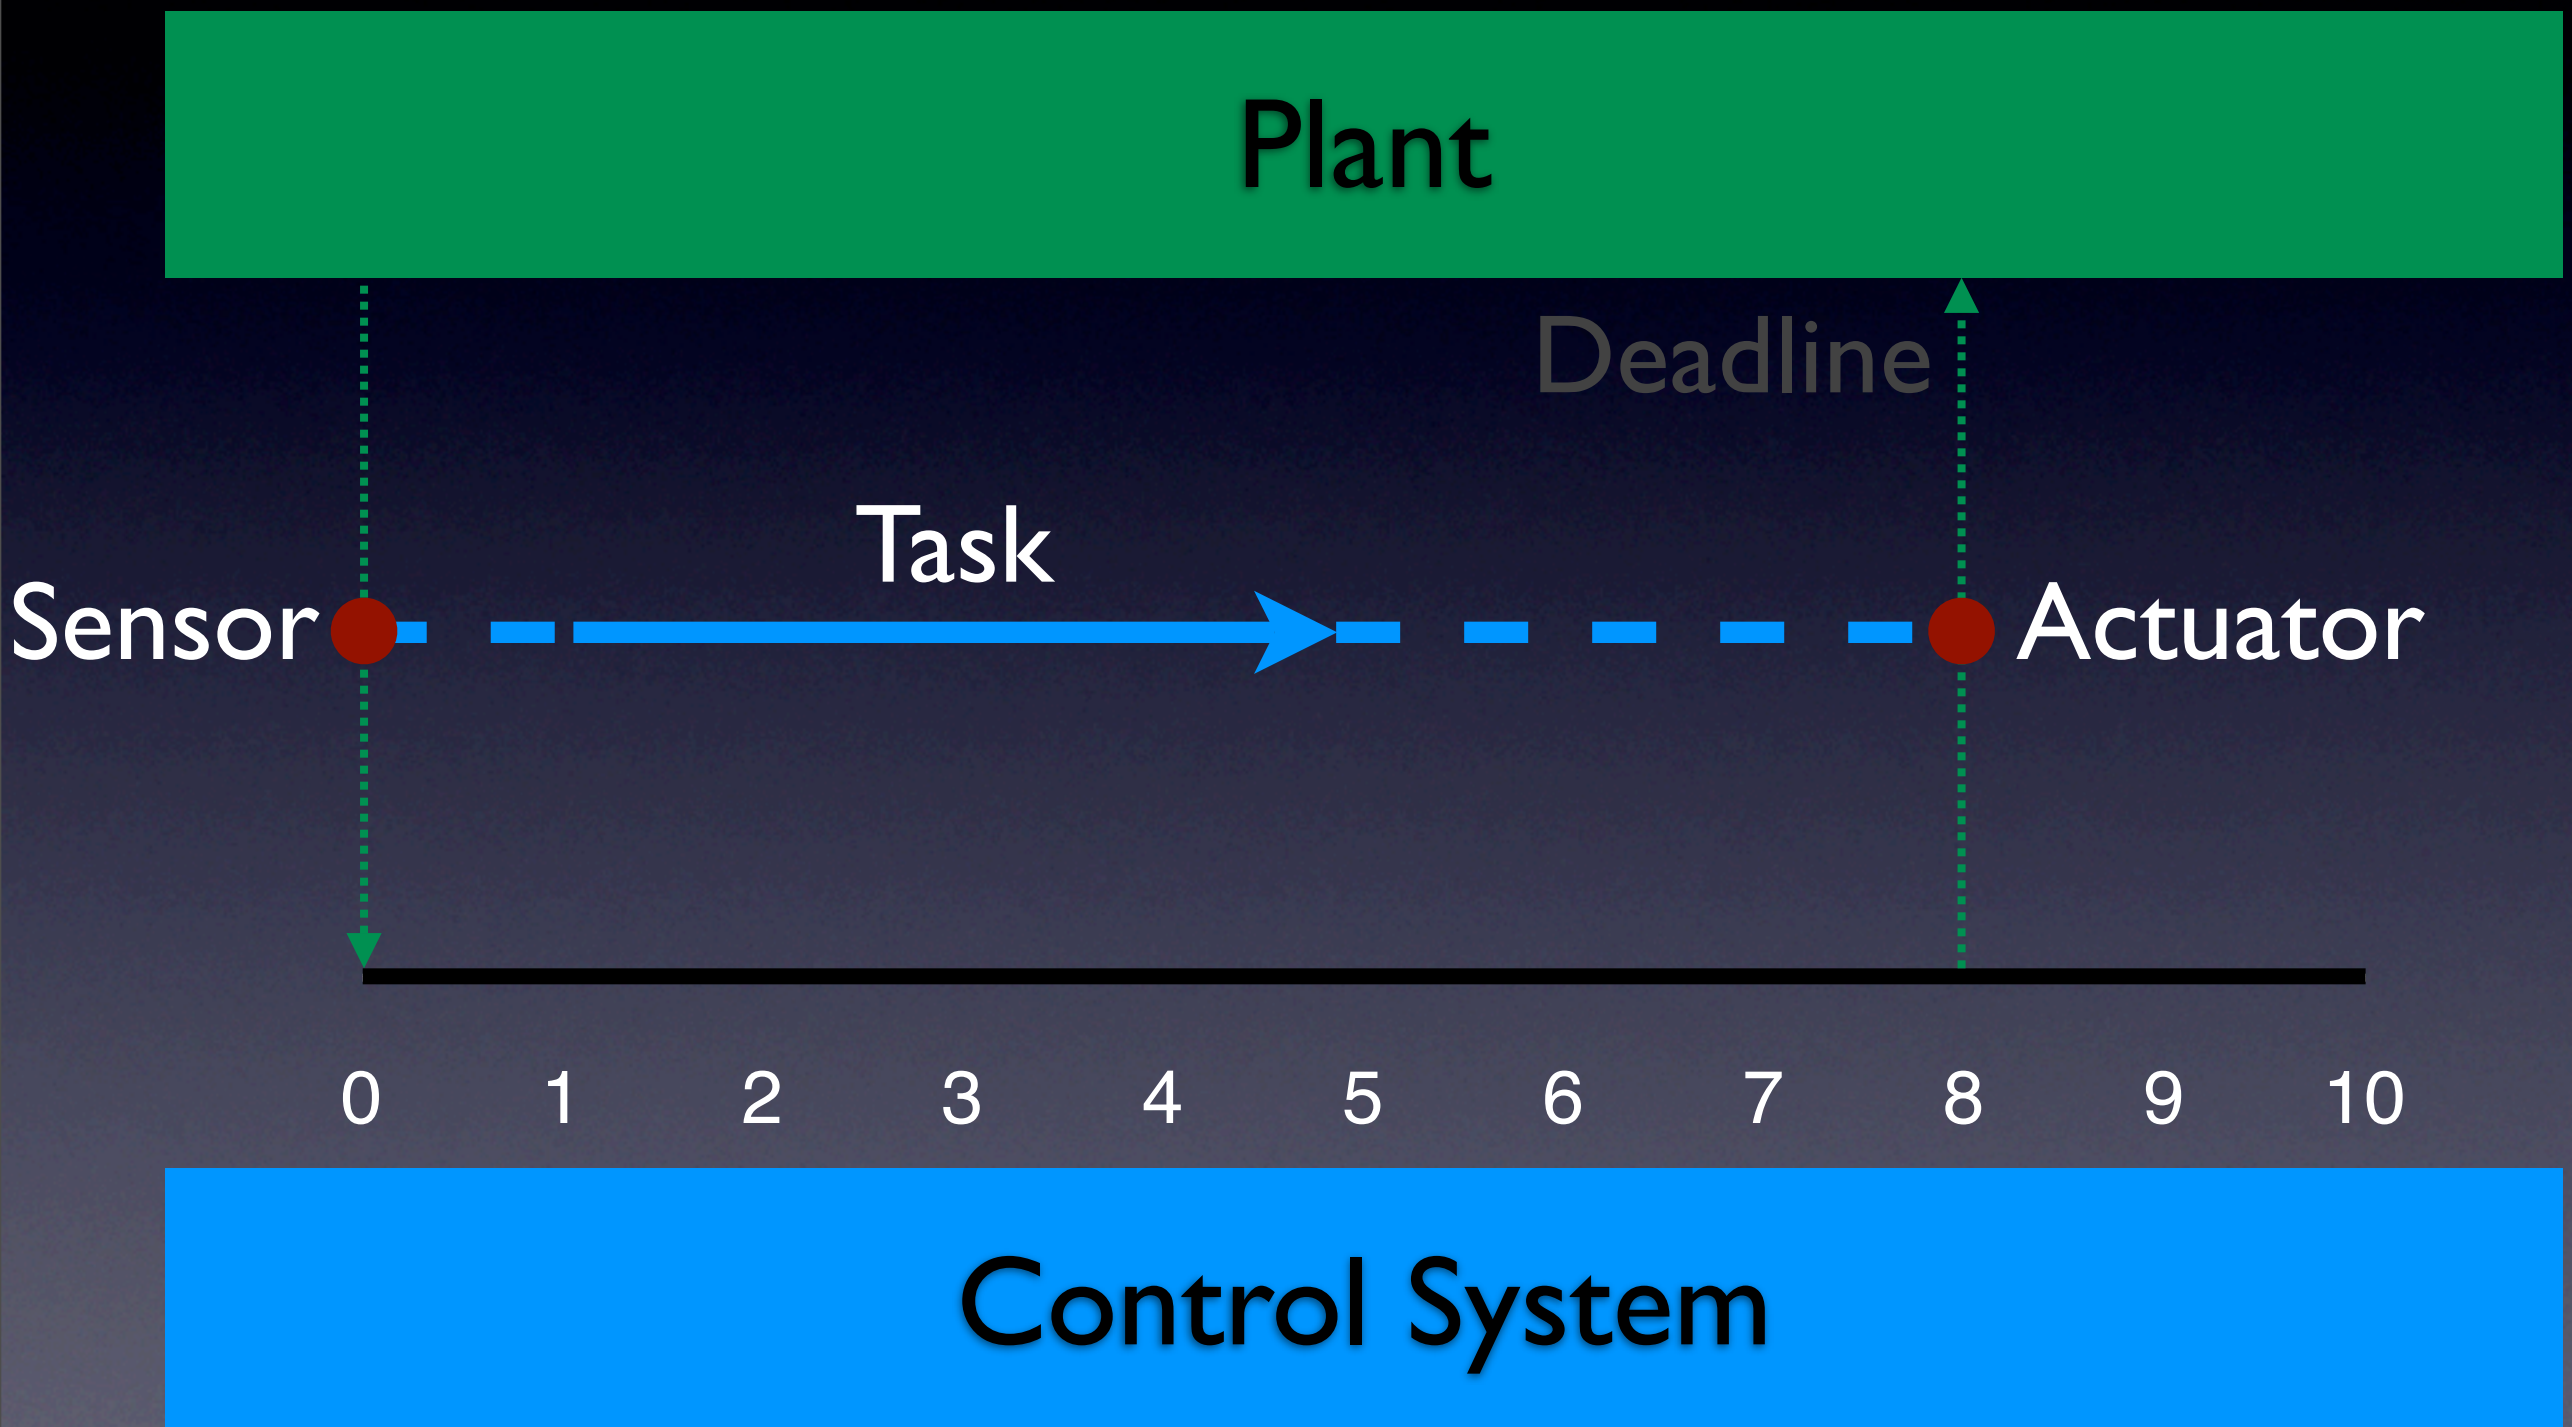 Plant
Deadline
Task
Sensor
Actuator
0 1 2 3 4 5 6 7 8 9 10
Control System